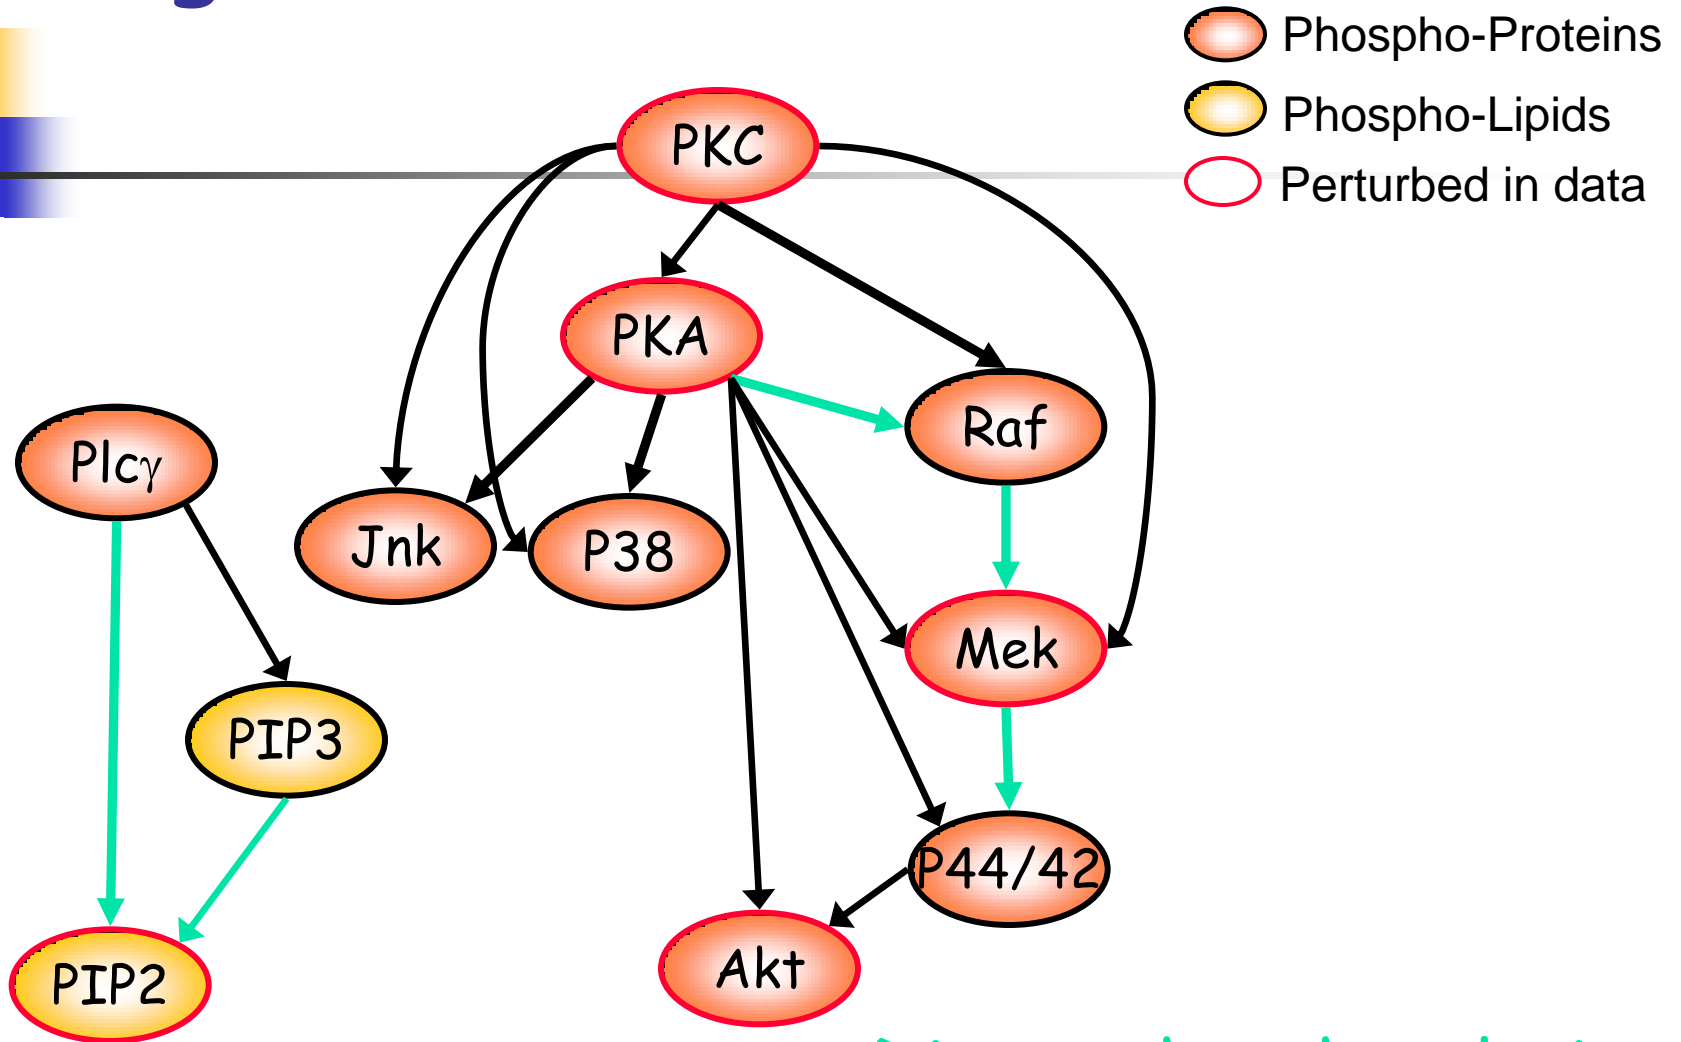 Phospho-Proteins
Phospho-Lipids
Perturbed in data
PKC
PKA
Raf
Plcγ
Jnk
P38
Mek
PIP3
P44/42
Akt
PIP2